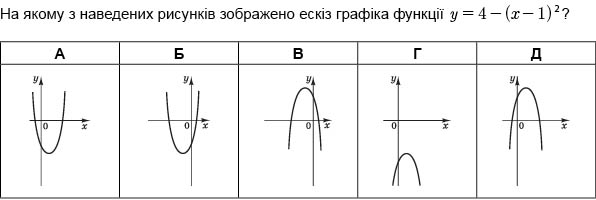 На якому з наведених рисунків зображено ескіз графіка функції y = 4 − (x − 1)²?
А Б В Г Д
y y y y y
0 x 0 x 0 x 0 x 0 x